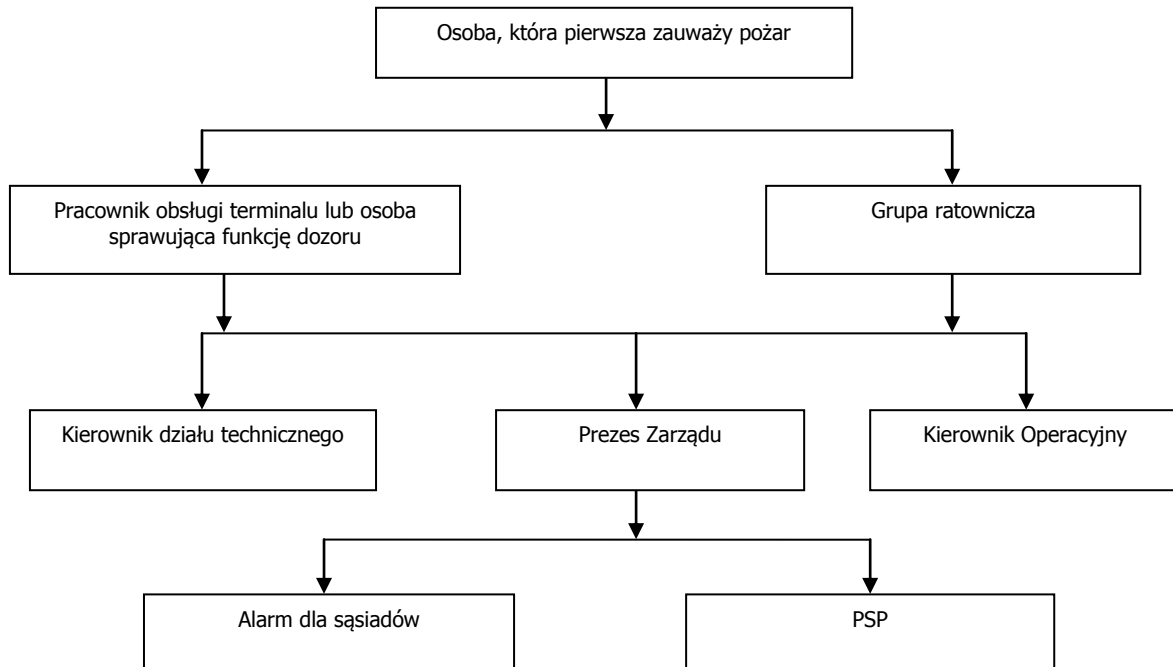 Osoba, która pierwsza zauważy pożar
Pracownik obsługi terminalu lub osoba
sprawująca funkcję dozoru
Grupa ratownicza
Kierownik działu technicznego
Prezes Zarządu
Kierownik Operacyjny
Alarm dla sąsiadów
PSP